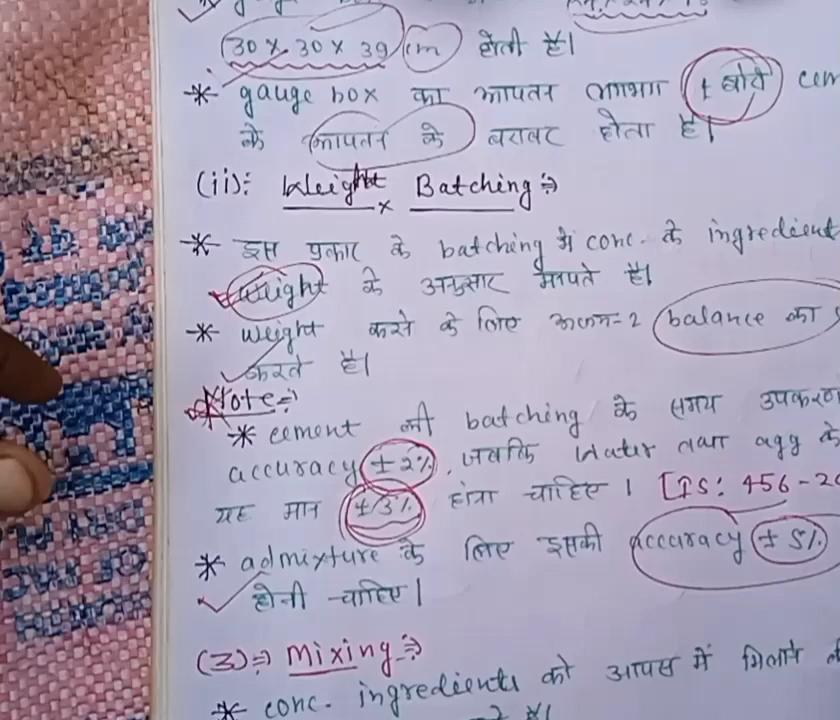 30 × 30 × 39 cm होती है।
* gauge box का आयतन लगभग 1 बोरी cem
के आयतन के बराबर होता है।
(ii): Weight Batching ⇒
* इस प्रकार के batching में conc. के ingredient
weight के अनुसार मापते है।
* weight करने के लिए अलग-2 balance का
करते है।
Note ⇒
* cement की batching के समय उपकरण
accuracy ± 2%, जबकि water तथा agg के
यह मान ± 3% होना चाहिए। [IS: 456-20
* admixture के लिए इसकी accuracy ± 5%
होनी चाहिए।
(3) ⇒ Mixing ⇒
* conc. ingredients को आपस में मिलाने
है।